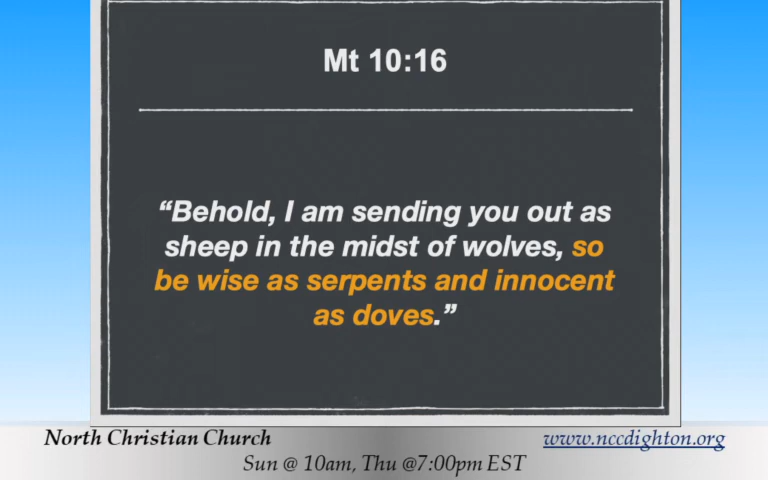 Mt 10:16
“Behold, I am sending you out as
sheep in the midst of wolves, so
be wise as serpents and innocent
as doves.”
North Christian Church
www.nccdighton.org
Sun @ 10am, Thu @7:00pm EST